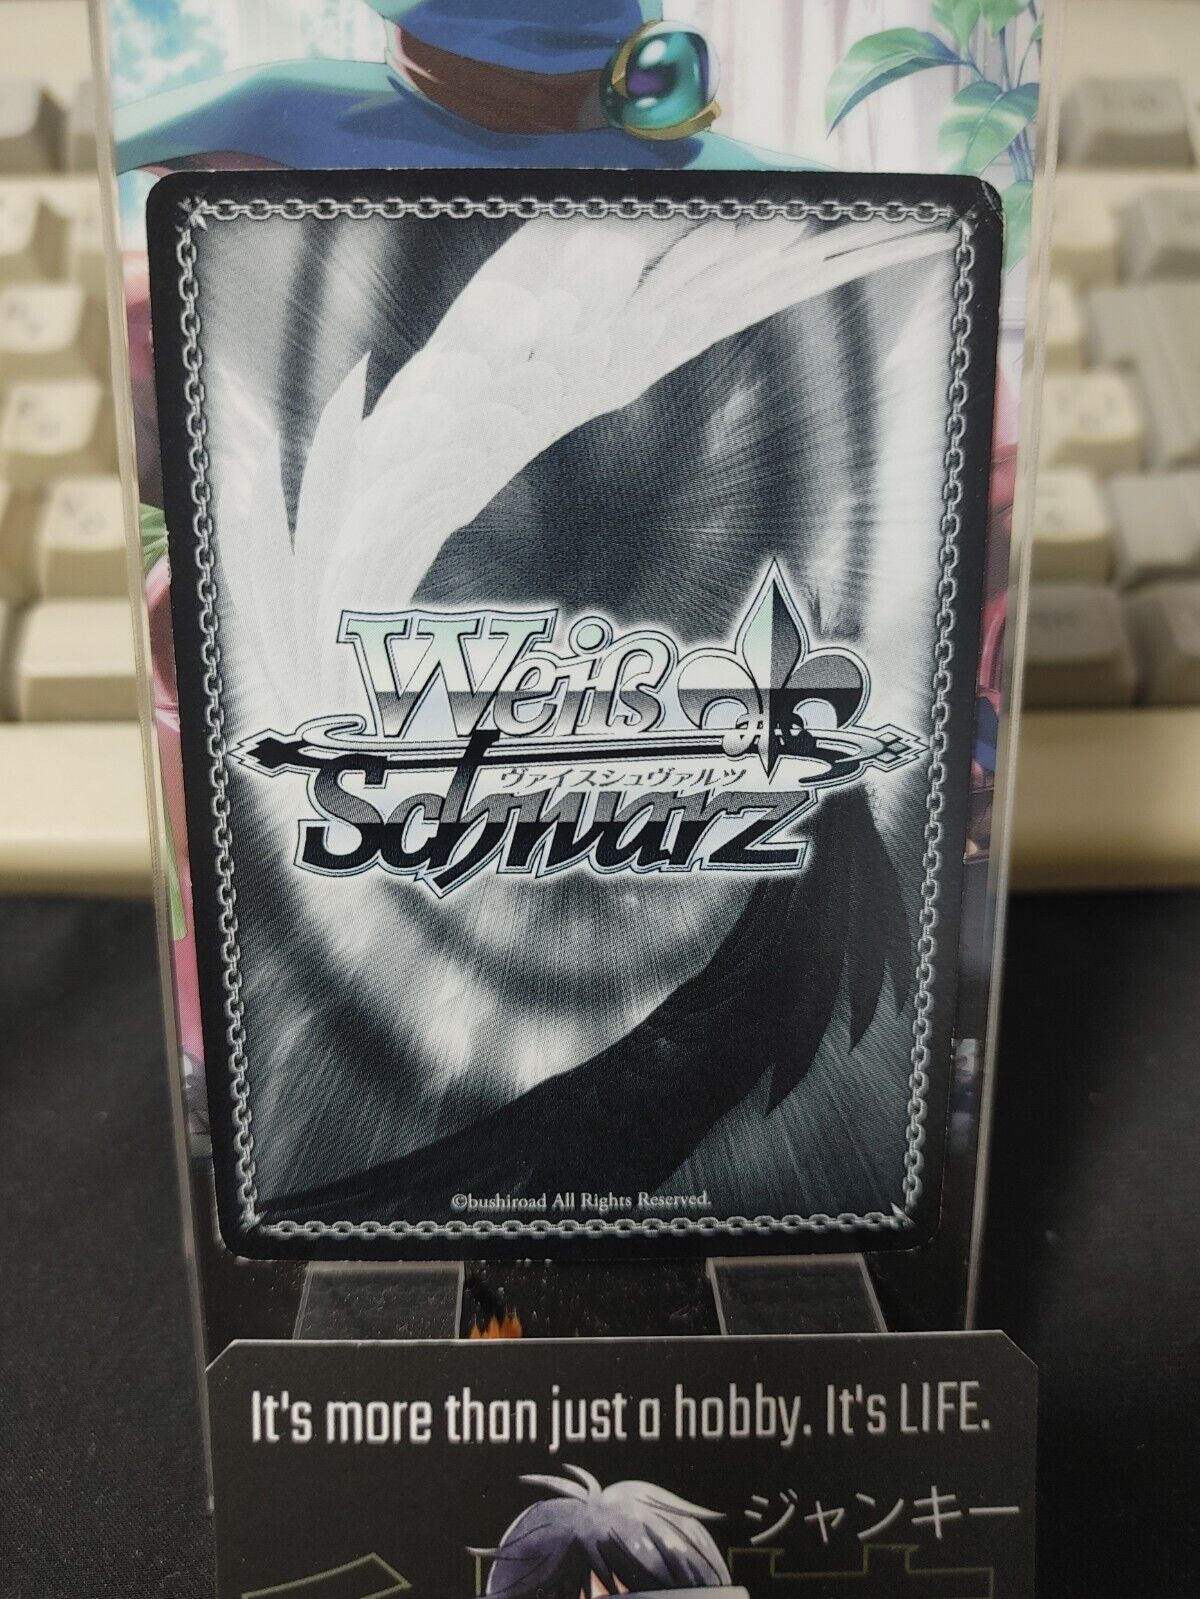 Weiß
ヴァイスシュヴァルツ
Schwarz
©bushiroad All Rights Reserved.
It's more than just a hobby. It's LIFE.
ジャンキー